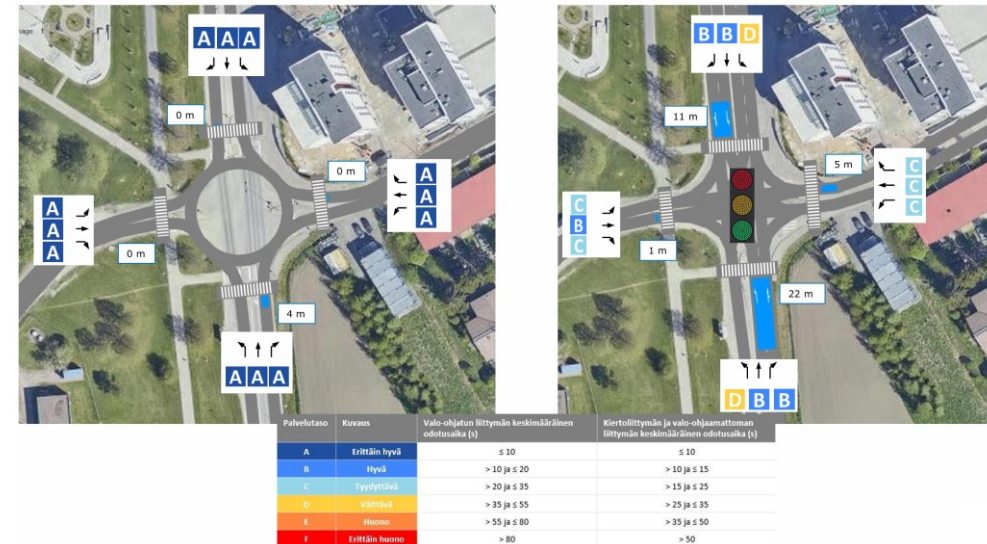 A A A
0 m
0 m
A
A
A
A
A
A
0 m
4 m
A A A
B B D
11 m
5 m
C
C
C
C
B
C
1 m
22 m
D B B
Palvelutaso Kuvaus Valo-ohjatun liittymän keskimääräinen odotusaika (s) Kiertoliittymän ja valo-ohjaamattoman liittymän keskimääräinen odotusaika (s)
A Erittäin hyvä ≤ 10 ≤ 10
B Hyvä > 10 ja ≤ 20 > 10 ja ≤ 15
C Tyydyttävä > 20 ja ≤ 35 > 15 ja ≤ 25
D Välttävä > 35 ja ≤ 55 > 25 ja ≤ 35
E Huono > 55 ja ≤ 80 > 35 ja ≤ 50
F Erittäin huono > 80 > 50